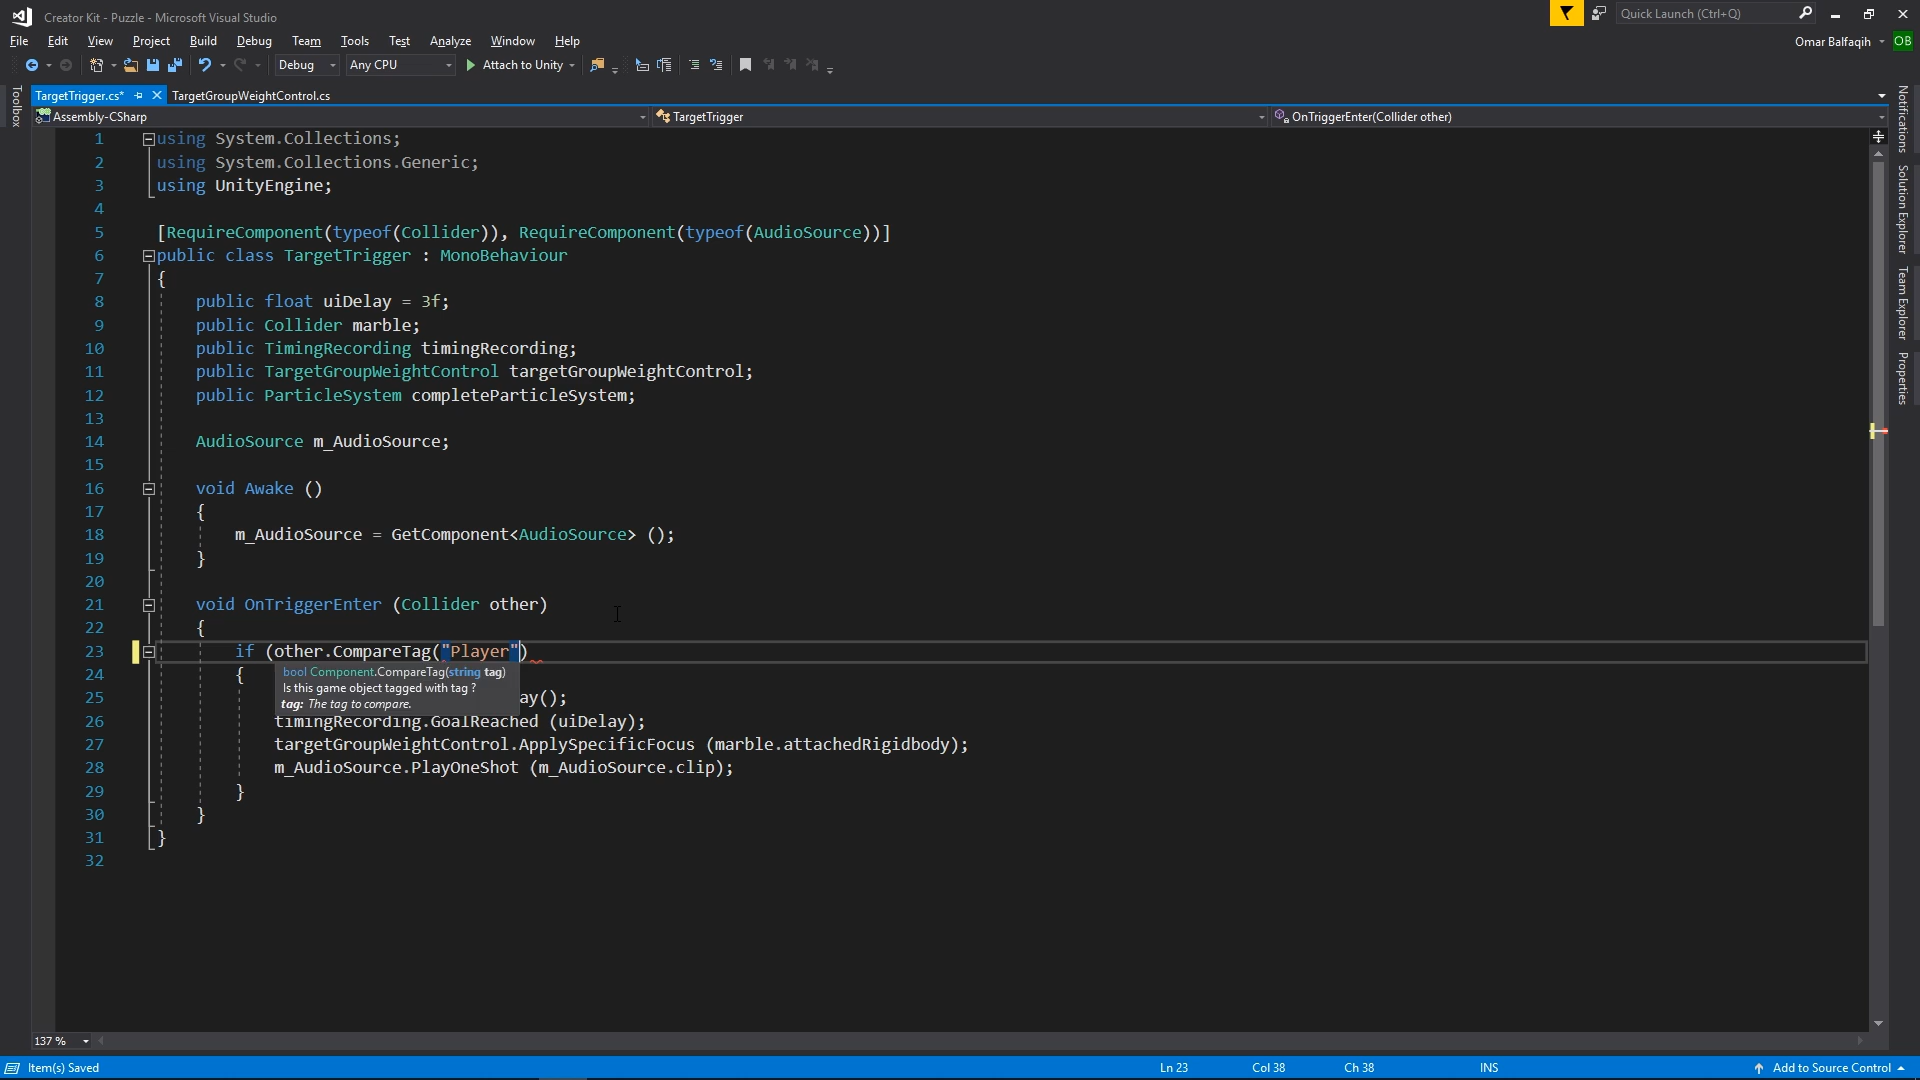 Creator Kit - Puzzle - Microsoft Visual Studio
Quick Launch (Ctrl+Q)
File Edit View Project Build Debug Team Tools Test Analyze Window Help
Omar Balfaqih OB
Debug Any CPU Attach to Unity
Toolbox
TargetTrigger.cs* TargetGroupWeightControl.cs
Assembly-CSharp TargetTrigger OnTriggerEnter(Collider other)
1 using System.Collections;
2 using System.Collections.Generic;
3 using UnityEngine;
4
5 [RequireComponent(typeof(Collider)), RequireComponent(typeof(AudioSource))]
6 public class TargetTrigger : MonoBehaviour
7 {
8 public float uiDelay = 3f;
9 public Collider marble;
10 public TimingRecording timingRecording;
11 public TargetGroupWeightControl targetGroupWeightControl;
12 public ParticleSystem completeParticleSystem;
13
14 AudioSource m_AudioSource;
15
16 void Awake ()
17 {
18 m_AudioSource = GetComponent<AudioSource> ();
19 }
20
21 void OnTriggerEnter (Collider other)
22 {
23 if (other.CompareTag("Player")
24 {
bool Component.CompareTag(string tag)
Is this game object tagged with tag ?
tag: The tag to compare.
25 ay();
26 timingRecording.GoalReached (uiDelay);
27 targetGroupWeightControl.ApplySpecificFocus (marble.attachedRigidbody);
28 m_AudioSource.PlayOneShot (m_AudioSource.clip);
29 }
30 }
31 }
32
Notifications
Solution Explorer
Team Explorer
Properties
137 %
Item(s) Saved Ln 23 Col 38 Ch 38 INS Add to Source Control